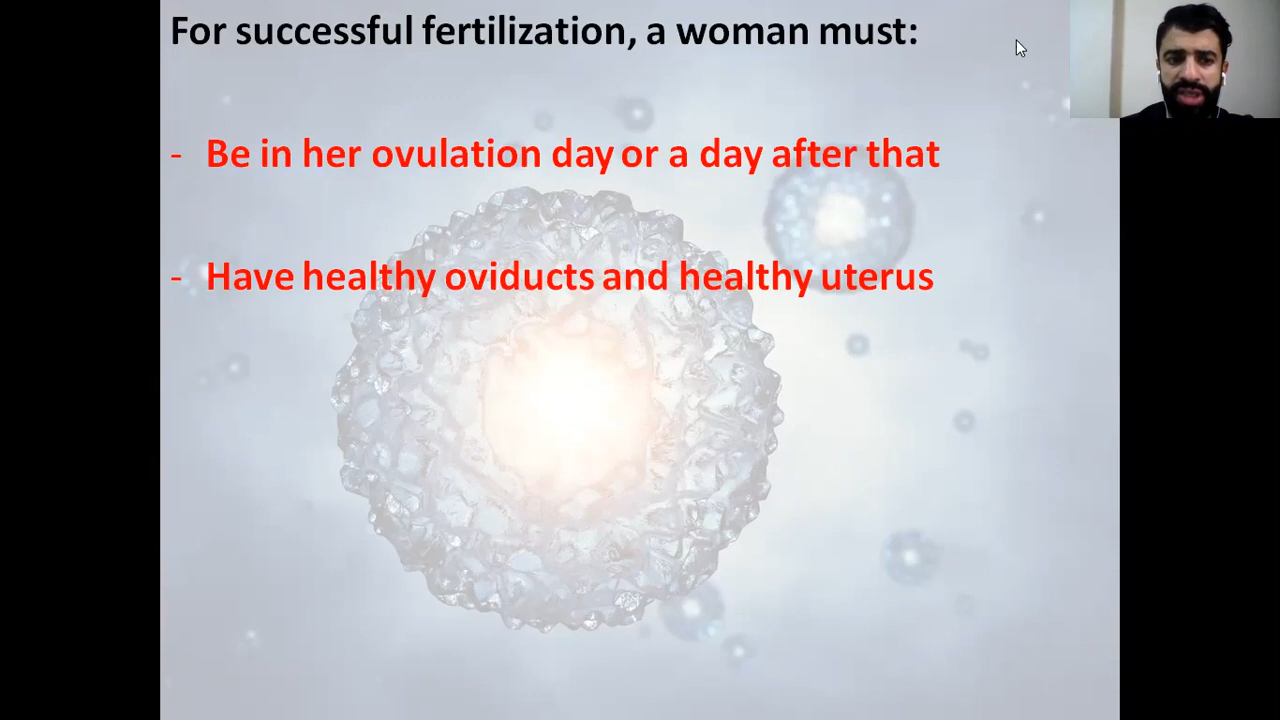 For successful fertilization, a woman must:
- Be in her ovulation day or a day after that
- Have healthy oviducts and healthy uterus